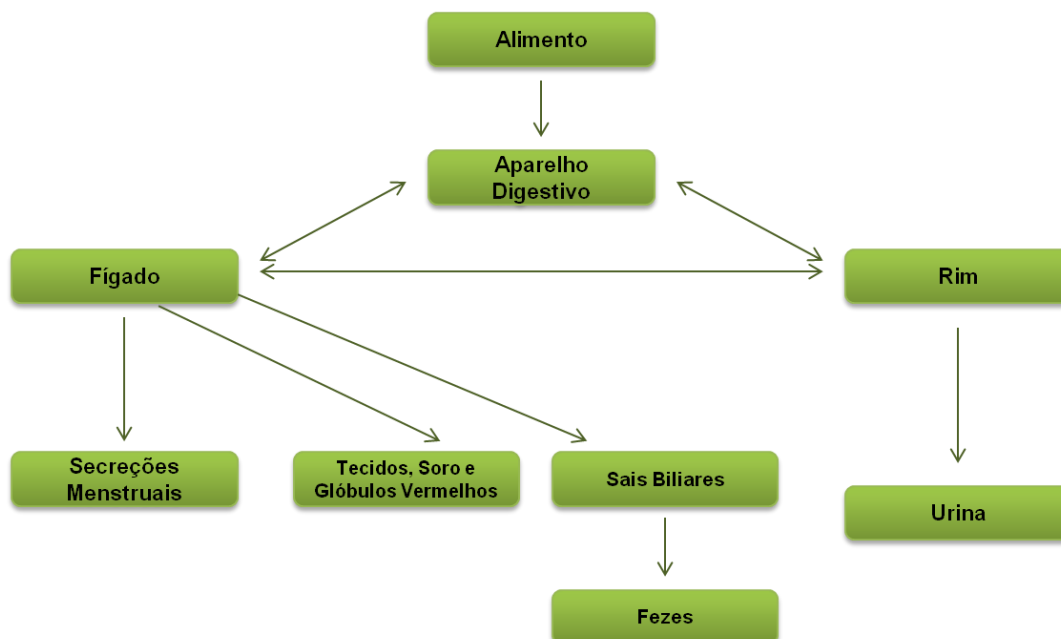 Alimento
Aparelho
Digestivo
Fígado
Rim
Secreções
Menstruais
Tecidos, Soro e
Glóbulos Vermelhos
Sais Biliares
Urina
Fezes